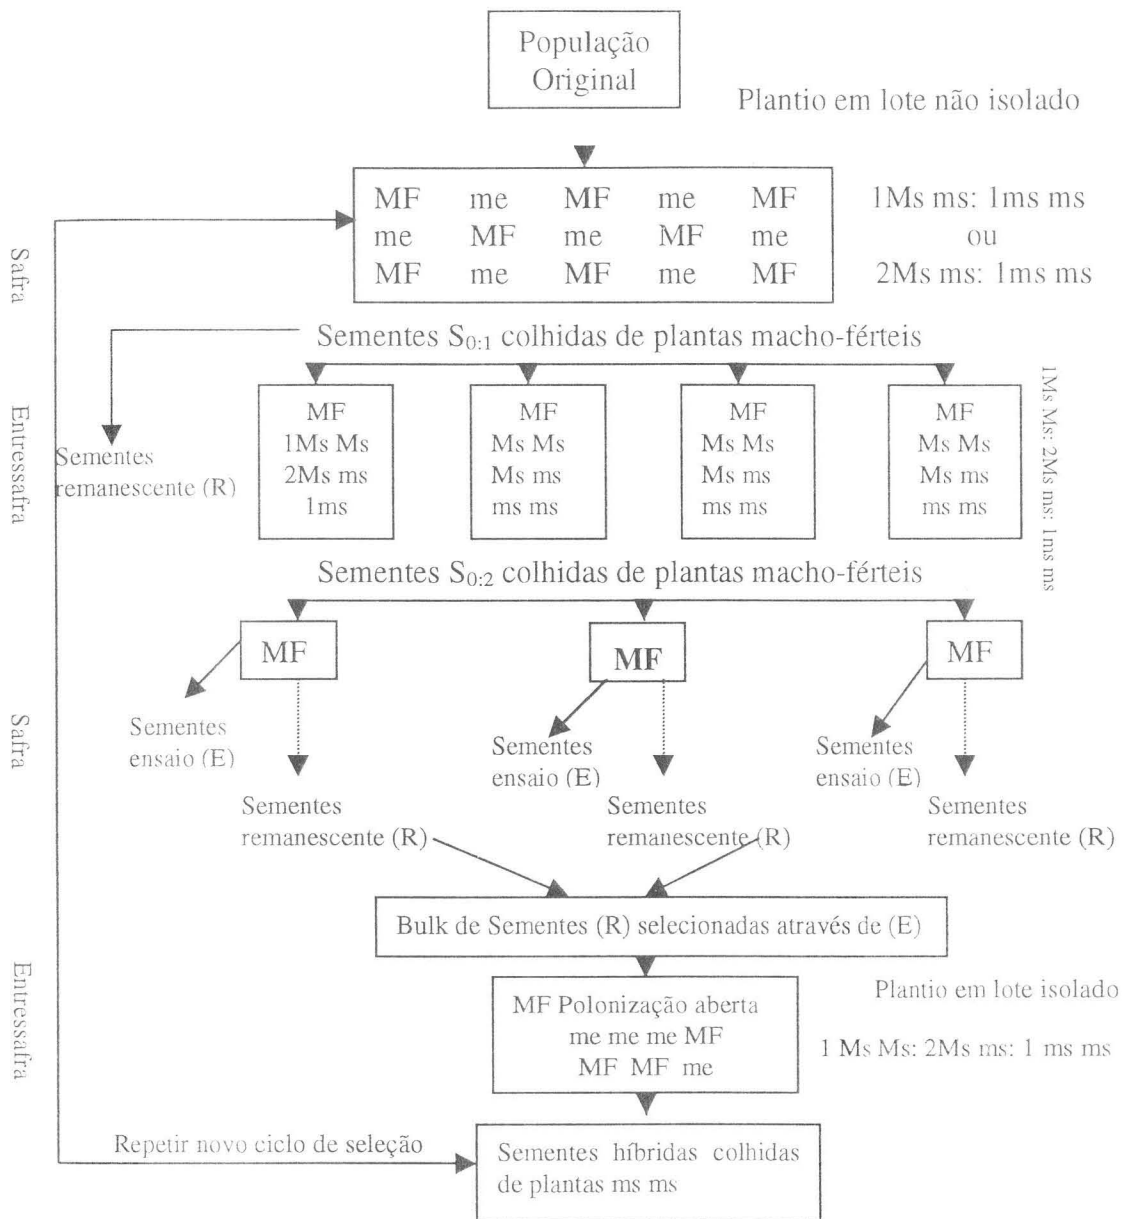 População
Original
Plantio em lote não isolado
MF me MF me MF
me MF me MF me
MF me MF me MF
1Ms ms: 1ms ms
ou
2Ms ms: 1ms ms
Safra
Sementes S0:1 colhidas de plantas macho-férteis
Entressafra
Sementes
remanescente (R)
MF
1Ms Ms
2Ms ms
1ms
MF
Ms Ms
Ms ms
ms ms
MF
Ms Ms
Ms ms
ms ms
MF
Ms Ms
Ms ms
ms ms
1Ms Ms: 2Ms ms: 1ms ms
Sementes S0:2 colhidas de plantas macho-férteis
Safra
MF
MF
MF
Sementes
ensaio (E)
Sementes
ensaio (E)
Sementes
ensaio (E)
Sementes
remanescente (R)
Sementes
remanescente (R)
Sementes
remanescente (R)
Bulk de Sementes (R) selecionadas através de (E)
Entressafra
MF Polonização aberta
me me me MF
MF MF me
Plantio em lote isolado
1 Ms Ms: 2Ms ms: 1 ms ms
Repetir novo ciclo de seleção
Sementes híbridas colhidas
de plantas ms ms